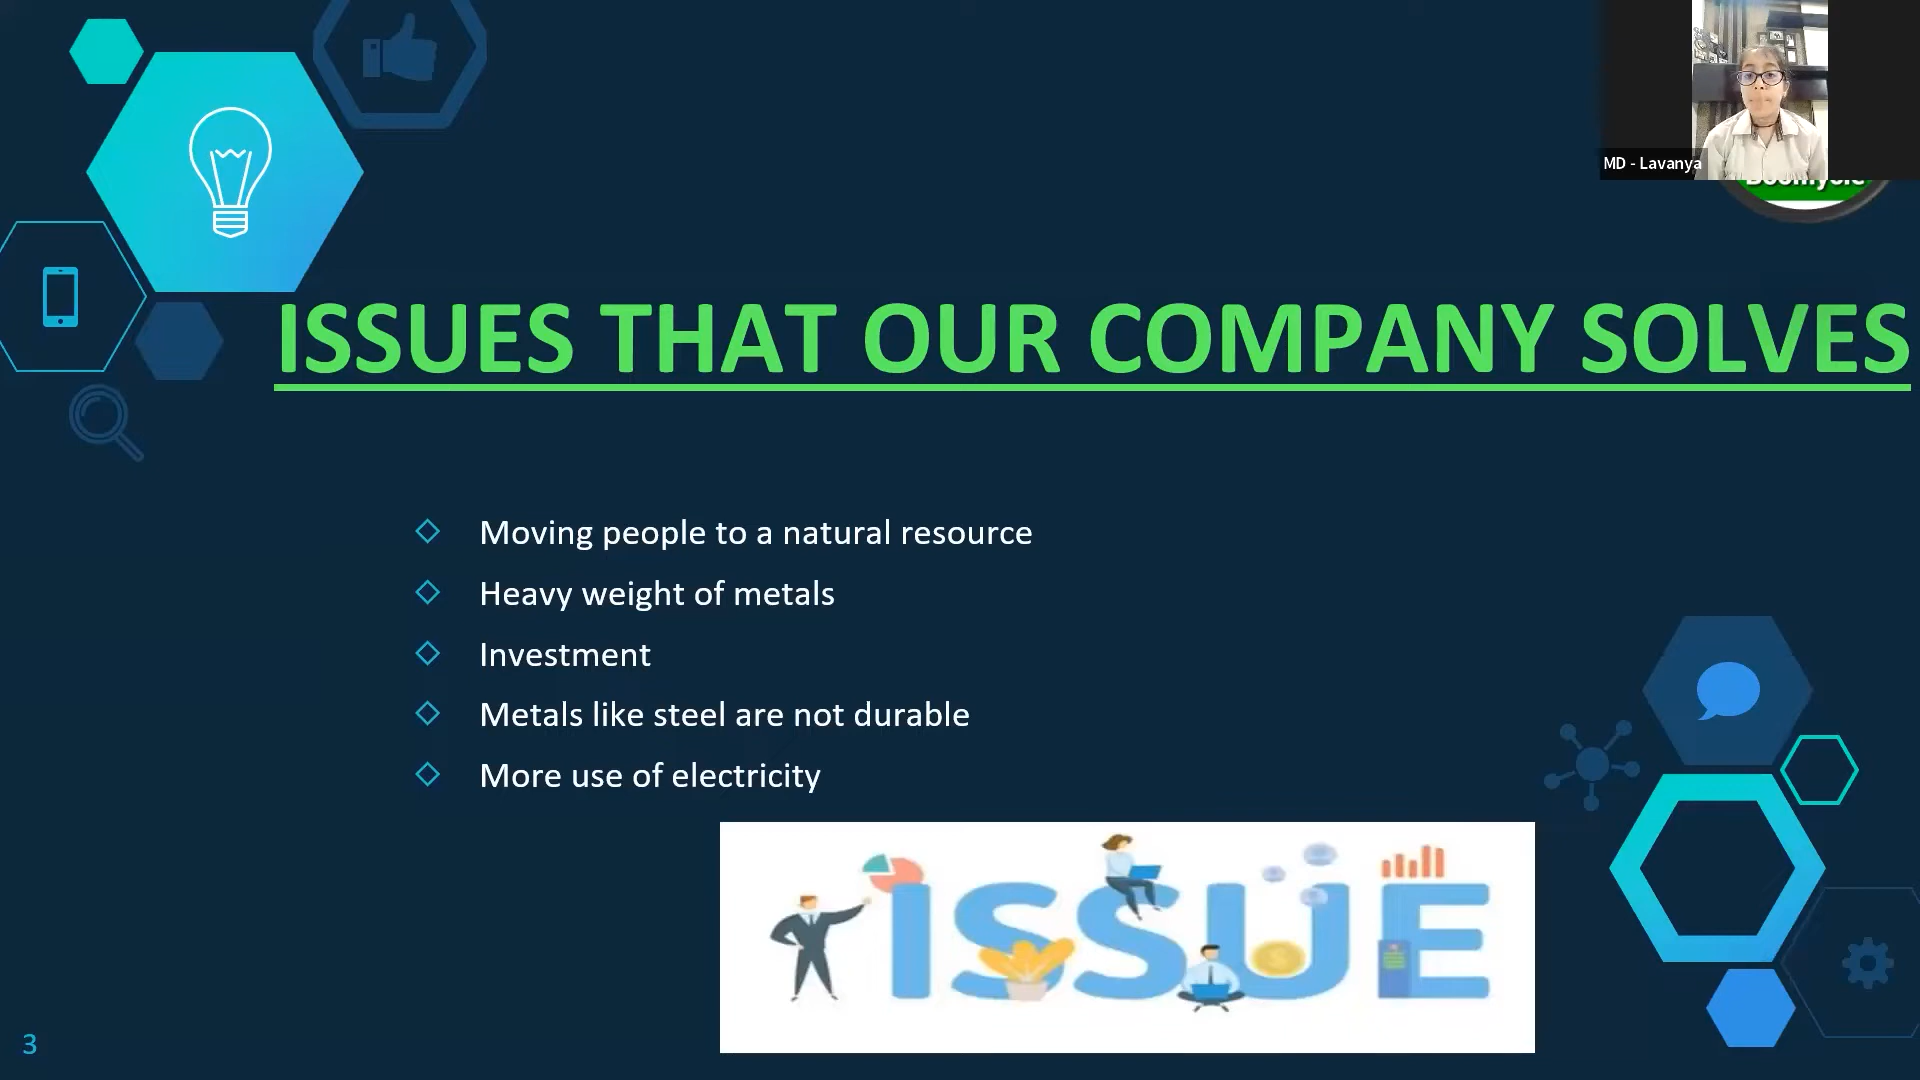 MD - Lavanya
ISSUES THAT OUR COMPANY SOLVES
Moving people to a natural resource
Heavy weight of metals
Investment
Metals like steel are not durable
More use of electricity
ISSUE
3